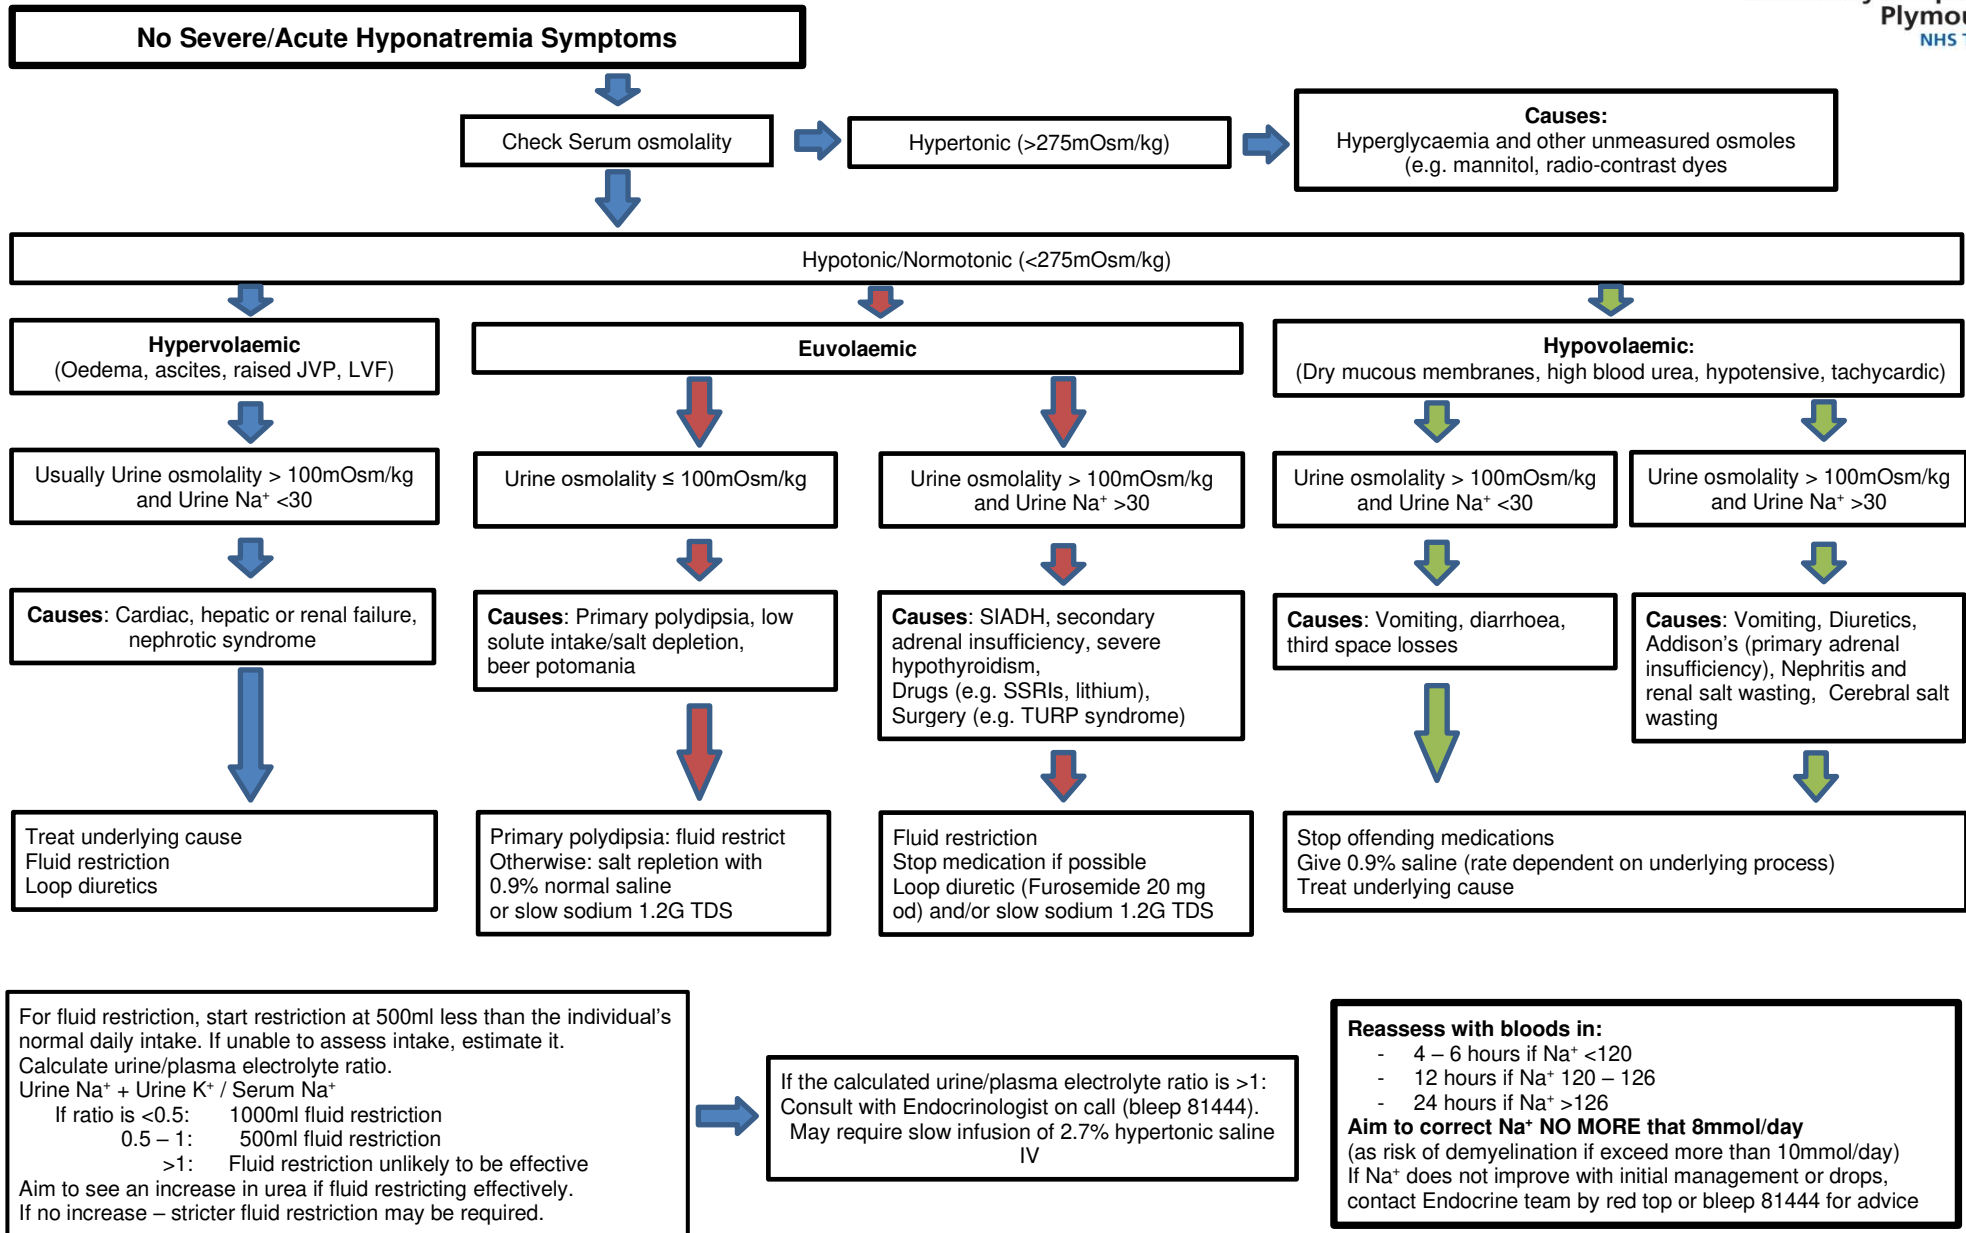 Plymou
NHS T
No Severe/Acute Hyponatremia Symptoms
Check Serum osmolality
Hypertonic (>275mOsm/kg)
Causes:
Hyperglycaemia and other unmeasured osmoles
(e.g. mannitol, radio-contrast dyes
Hypotonic/Normotonic (<275mOsm/kg)
Hypervolaemic
(Oedema, ascites, raised JVP, LVF)
Euvolaemic
Hypovolaemic:
(Dry mucous membranes, high blood urea, hypotensive, tachycardic)
Usually Urine osmolality > 100mOsm/kg
and Urine Na⁺ <30
Urine osmolality ≤ 100mOsm/kg
Urine osmolality > 100mOsm/kg
and Urine Na⁺ >30
Urine osmolality > 100mOsm/kg
and Urine Na⁺ <30
Urine osmolality > 100mOsm/kg
and Urine Na⁺ >30
Causes: Cardiac, hepatic or renal failure,
nephrotic syndrome
Causes: Primary polydipsia, low
solute intake/salt depletion,
beer potomania
Causes: SIADH, secondary
adrenal insufficiency, severe
hypothyroidism,
Drugs (e.g. SSRIs, lithium),
Surgery (e.g. TURP syndrome)
Causes: Vomiting, diarrhoea,
third space losses
Causes: Vomiting, Diuretics,
Addison's (primary adrenal
insufficiency), Nephritis and
renal salt wasting, Cerebral salt
wasting
Treat underlying cause
Fluid restriction
Loop diuretics
Primary polydipsia: fluid restrict
Otherwise: salt repletion with
0.9% normal saline
or slow sodium 1.2G TDS
Fluid restriction
Stop medication if possible
Loop diuretic (Furosemide 20 mg
od) and/or slow sodium 1.2G TDS
Stop offending medications
Give 0.9% saline (rate dependent on underlying process)
Treat underlying cause
For fluid restriction, start restriction at 500ml less than the individual's
normal daily intake. If unable to assess intake, estimate it.
Calculate urine/plasma electrolyte ratio.
Urine Na⁺ + Urine K⁺ / Serum Na⁺
If ratio is <0.5: 1000ml fluid restriction
0.5 – 1: 500ml fluid restriction
>1: Fluid restriction unlikely to be effective
Aim to see an increase in urea if fluid restricting effectively.
If no increase – stricter fluid restriction may be required.
If the calculated urine/plasma electrolyte ratio is >1:
Consult with Endocrinologist on call (bleep 81444).
May require slow infusion of 2.7% hypertonic saline
IV
Reassess with bloods in:
- 4 – 6 hours if Na⁺ <120
- 12 hours if Na⁺ 120 – 126
- 24 hours if Na⁺ >126
Aim to correct Na⁺ NO MORE that 8mmol/day
(as risk of demyelination if exceed more than 10mmol/day)
If Na⁺ does not improve with initial management or drops,
contact Endocrine team by red top or bleep 81444 for advice